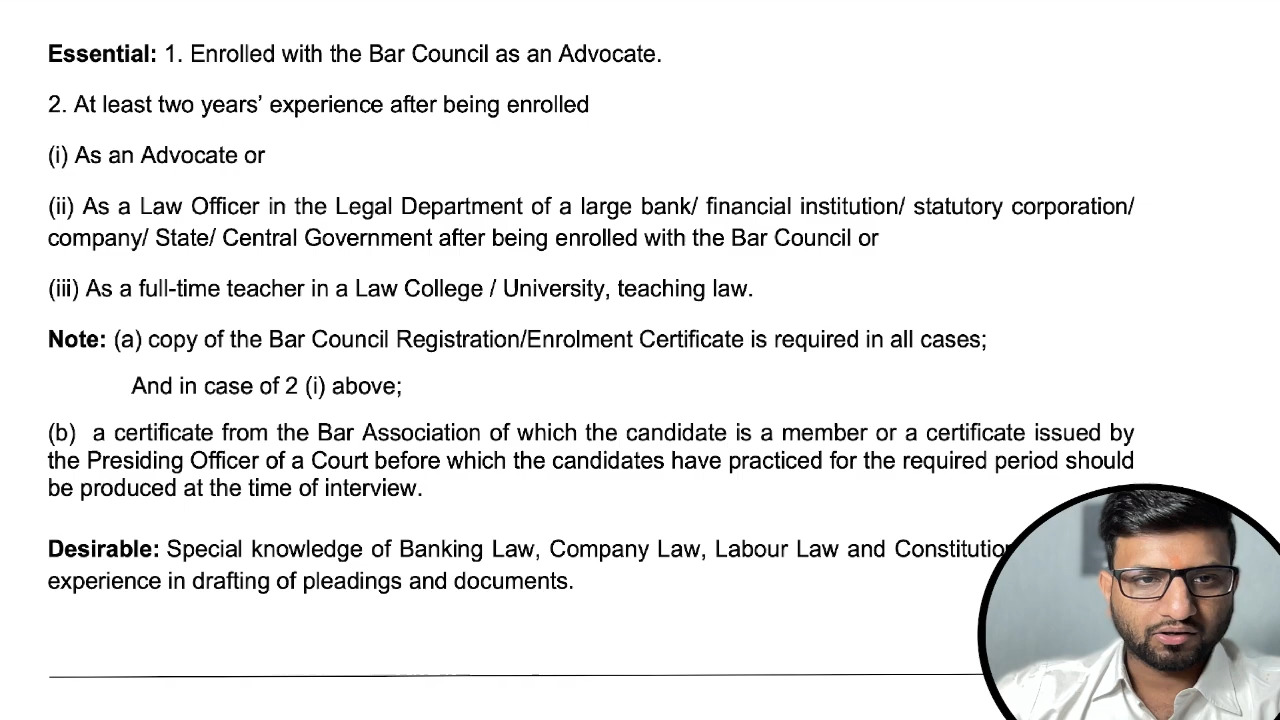 Essential: 1. Enrolled with the Bar Council as an Advocate.
2. At least two years’ experience after being enrolled
(i) As an Advocate or
(ii) As a Law Officer in the Legal Department of a large bank/ financial institution/ statutory corporation/
company/ State/ Central Government after being enrolled with the Bar Council or
(iii) As a full-time teacher in a Law College / University, teaching law.
Note: (a) copy of the Bar Council Registration/Enrolment Certificate is required in all cases;
And in case of 2 (i) above;
(b) a certificate from the Bar Association of which the candidate is a member or a certificate issued by
the Presiding Officer of a Court before which the candidates have practiced for the required period should
be produced at the time of interview.
Desirable: Special knowledge of Banking Law, Company Law, Labour Law and
experience in drafting of pleadings and documents.